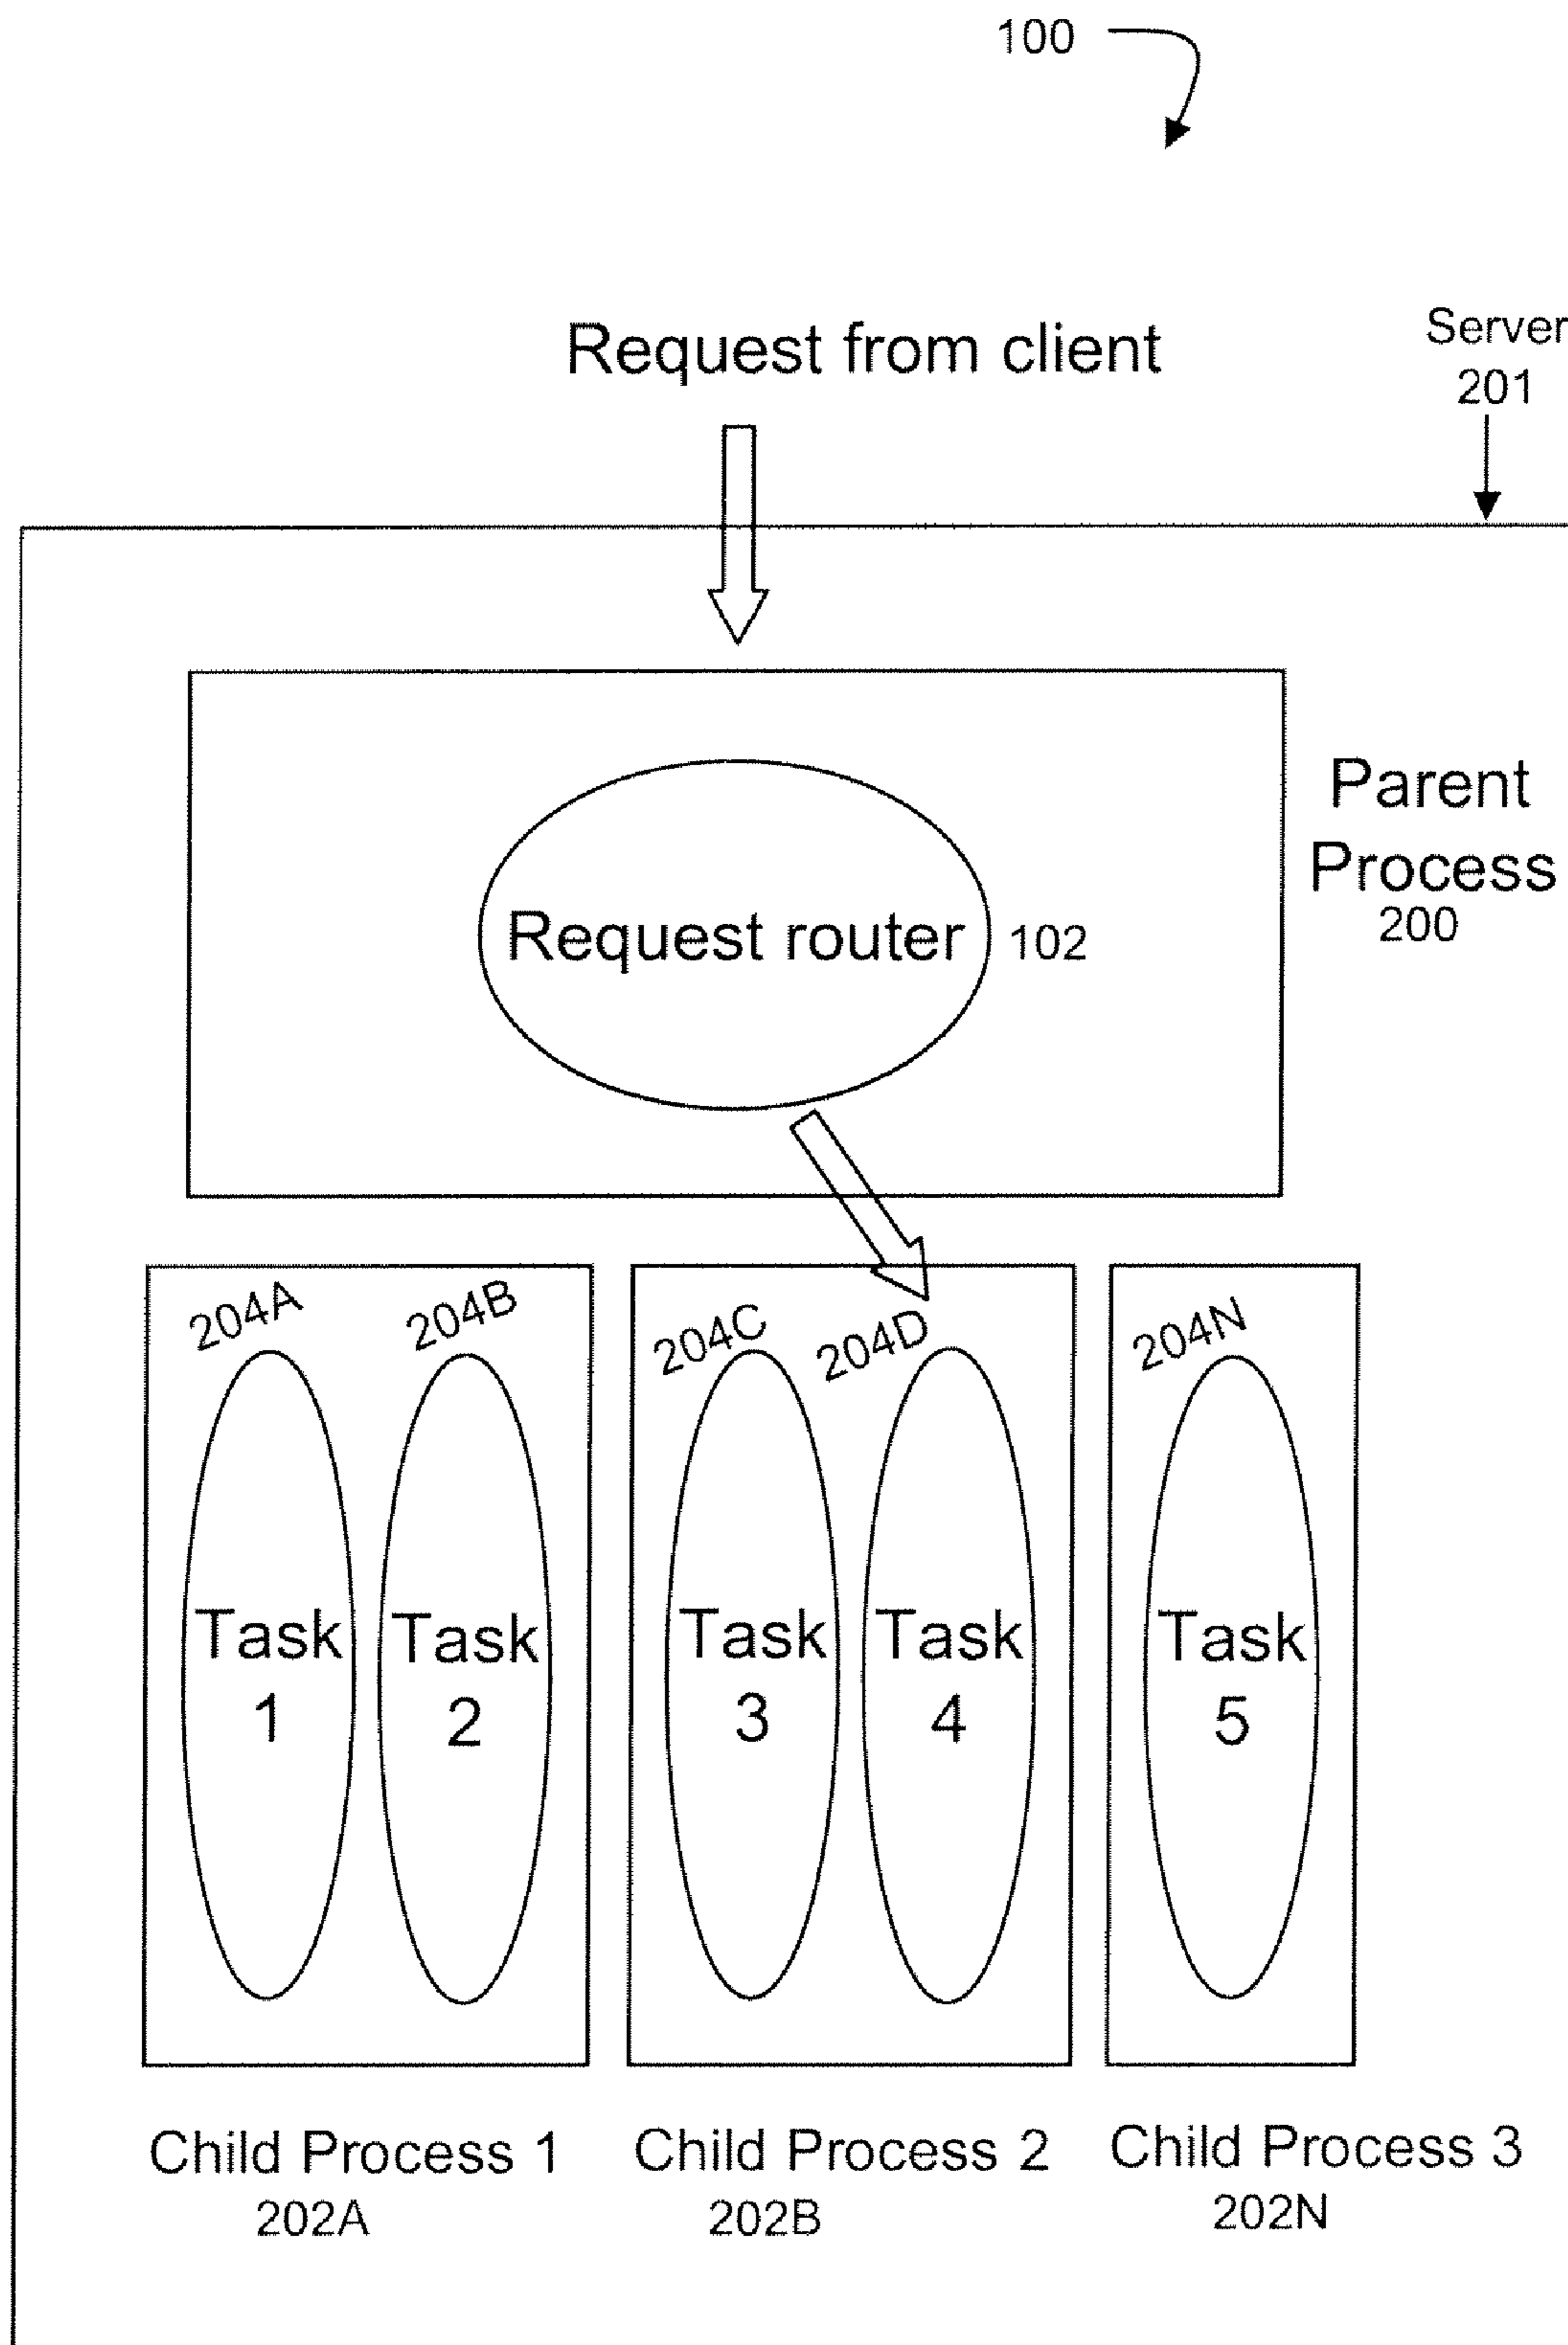 100
Request from client
Server
201
Parent
Process
200
Request router
102
204A
204B
204C
204D
204N
Task
1
Task
2
Task
3
Task
4
Task
5
Child Process 1
202A
Child Process 2
202B
Child Process 3
202N